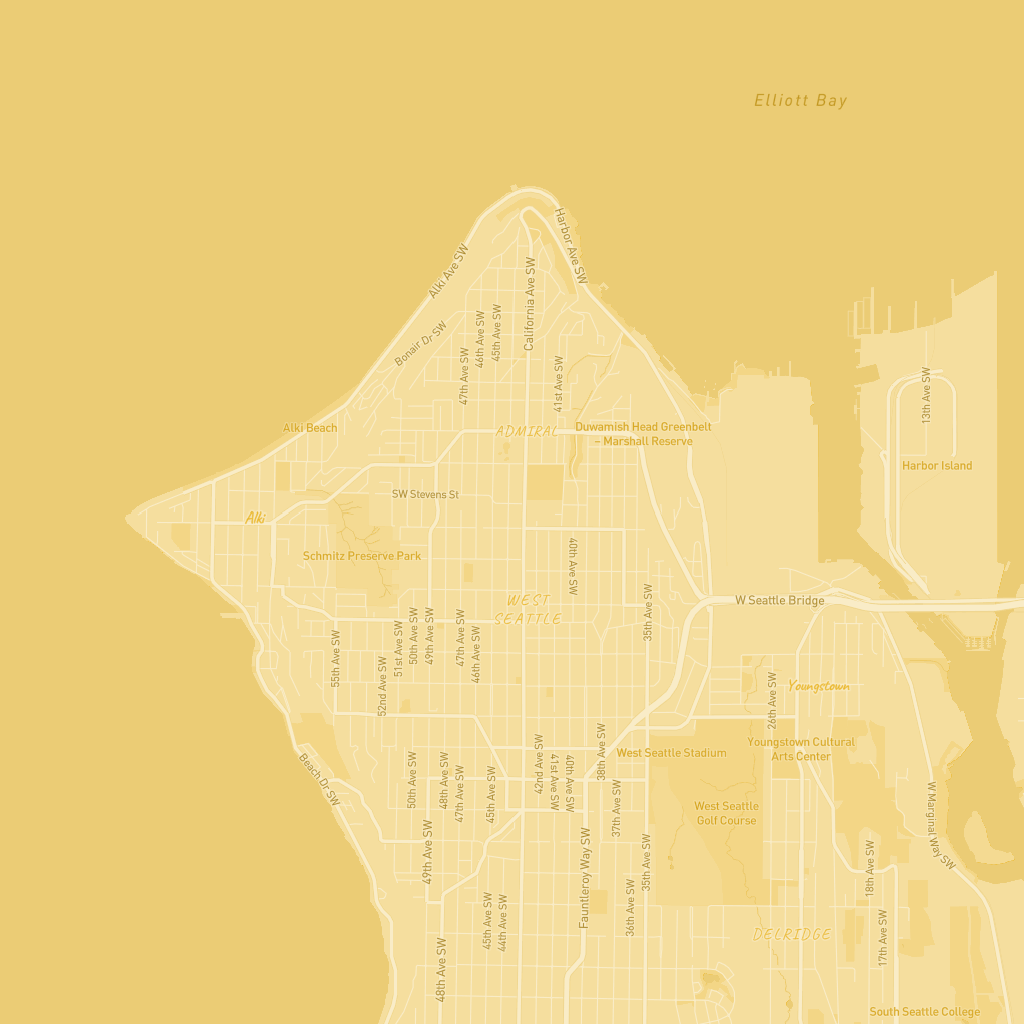 Elliott Bay
Harbor Ave SW
Alki Ave SW
California Ave SW
Bonair Dr SW
45th Ave SW
46th Ave SW
47th Ave SW
41st Ave SW
13th Ave SW
Alki Beach
ADMIRAL
Duwamish Head Greenbelt
– Marshall Reserve
Harbor Island
SW Stevens St
Alki
Schmitz Preserve Park
40th Ave SW
WEST
SEATTLE
W Seattle Bridge
35th Ave SW
55th Ave SW
52nd Ave SW
51st Ave SW
50th Ave SW
49th Ave SW
47th Ave SW
46th Ave SW
Youngstown
26th Ave SW
West Seattle Stadium
Youngstown Cultural
Arts Center
Beach Dr SW
50th Ave SW
48th Ave SW
47th Ave SW
45th Ave SW
42nd Ave SW
41st Ave SW
40th Ave SW
38th Ave SW
37th Ave SW
West Seattle
Golf Course
W Marginal Way SW
49th Ave SW
Fauntleroy Way SW
35th Ave SW
18th Ave SW
45th Ave SW
44th Ave SW
36th Ave SW
17th Ave SW
DELRIDGE
48th Ave SW
South Seattle College